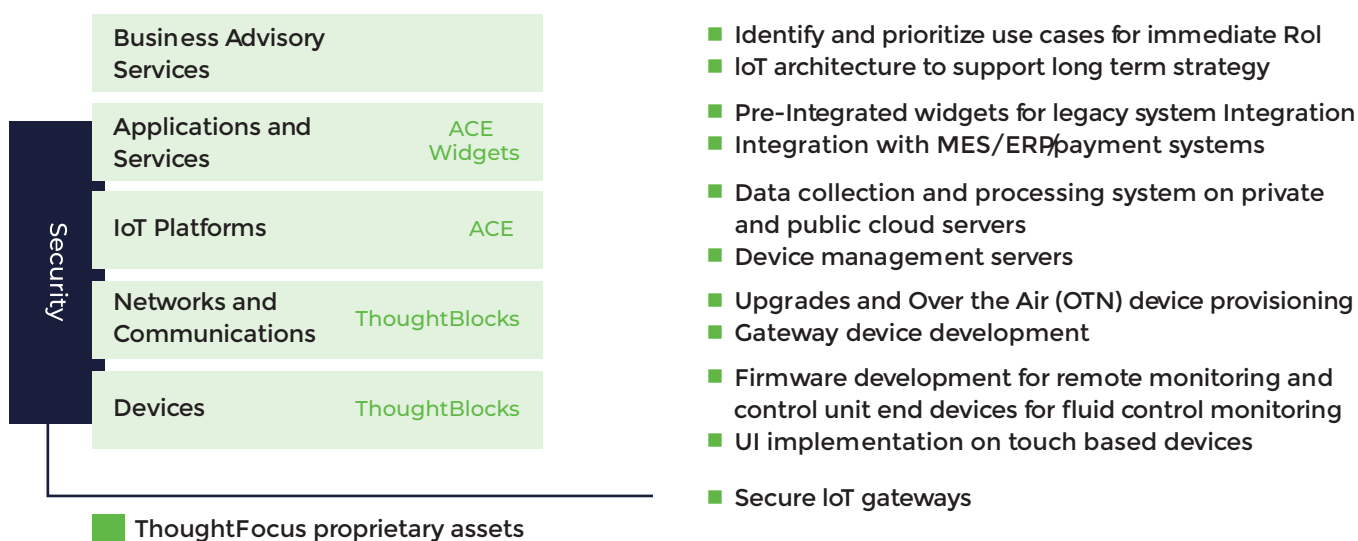 Business Advisory
Services
Identify and prioritize use cases for immediate RoI
IoT architecture to support long term strategy
Security
Applications and
Services
ACE
Widgets
Pre-Integrated widgets for legacy system Integration
Integration with MES/ERP/payment systems
IoT Platforms
ACE
Data collection and processing system on private
and public cloud servers
Device management servers
Networks and
Communications
ThoughtBlocks
Upgrades and Over the Air (OTN) device provisioning
Gateway device development
Devices
ThoughtBlocks
Firmware development for remote monitoring and
control unit end devices for fluid control monitoring
UI implementation on touch based devices
Secure IoT gateways
ThoughtFocus proprietary assets